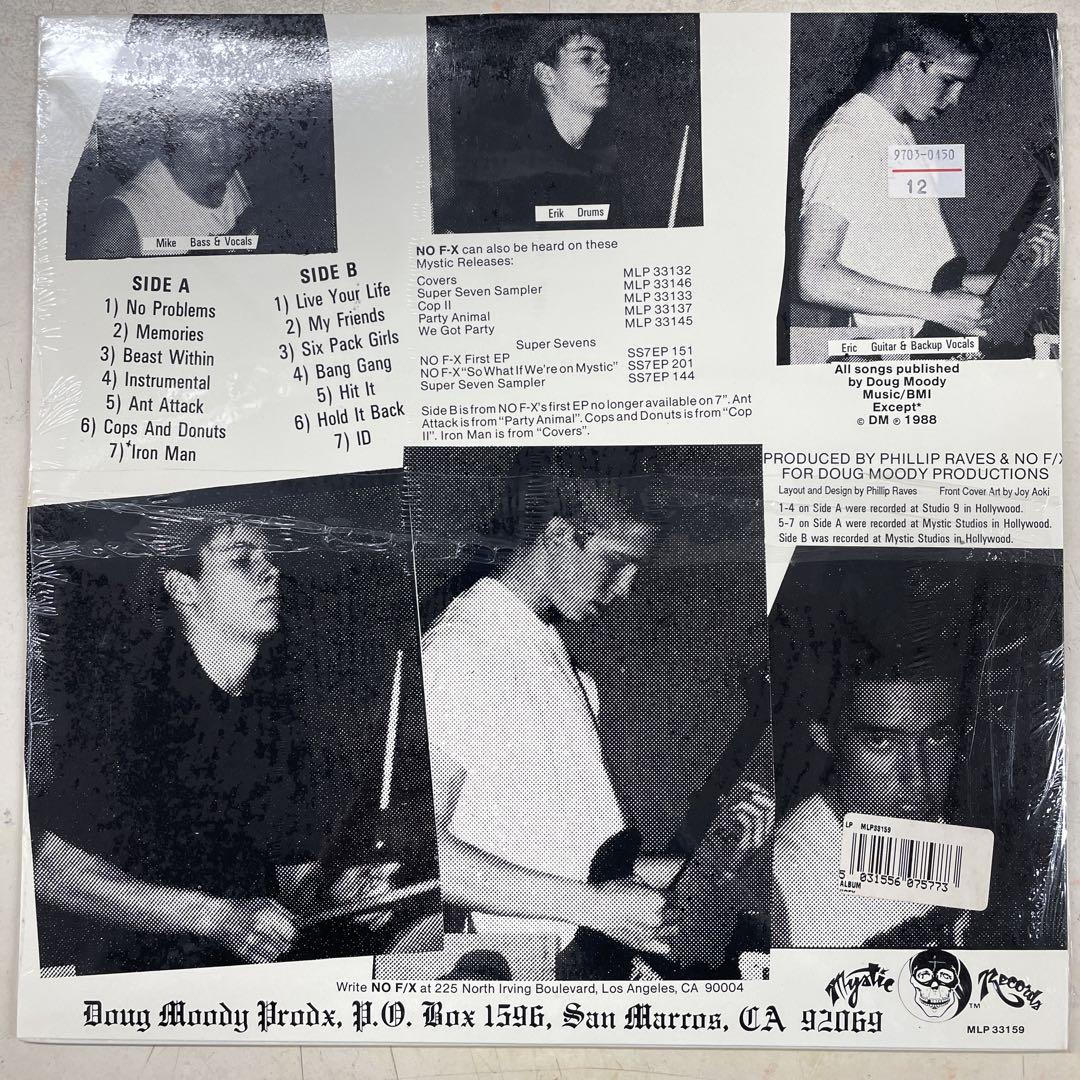 9703-0450
12
Mike Bass & Vocals
Erik Drums
Eric Guitar & Backup Vocals
SIDE A
1) No Problems
2) Memories
3) Beast Within
4) Instrumental
5) Ant Attack
6) Cops And Donuts
7)*Iron Man
SIDE B
1) Live Your Life
2) My Friends
3) Six Pack Girls
4) Bang Gang
5) Hit It
6) Hold It Back
7) ID
NO F-X can also be heard on these
Mystic Releases:
Covers MLP 33132
Super Seven Sampler MLP 33146
Cop II MLP 33133
Party Animal MLP 33137
We Got Party MLP 33145
Super Sevens
NO F-X First EP SS7EP 151
NO F-X "So What If We're on Mystic" SS7EP 201
Super Seven Sampler SS7EP 144
Side B is from NO F-X's first EP no longer available on 7". Ant
Attack is from "Party Animal". Cops and Donuts is from "Cop
II". Iron Man is from "Covers".
All songs published
by Doug Moody
Music/BMI
Except*
© DM ℗ 1988
PRODUCED BY PHILLIP RAVES & NO F/X
FOR DOUG MOODY PRODUCTIONS
Layout and Design by Phillip Raves Front Cover Art by Joy Aoki
1-4 on Side A were recorded at Studio 9 in Hollywood.
5-7 on Side A were recorded at Mystic Studios in Hollywood.
Side B was recorded at Mystic Studios in Hollywood.
LP MLP33159
5 031556 075773
ALBUM
Write NO F/X at 225 North Irving Boulevard, Los Angeles, CA 90004
Doug Moody Prodx, P.O. Box 1596, San Marcos, CA 92069
Mystic Records TM
MLP 33159